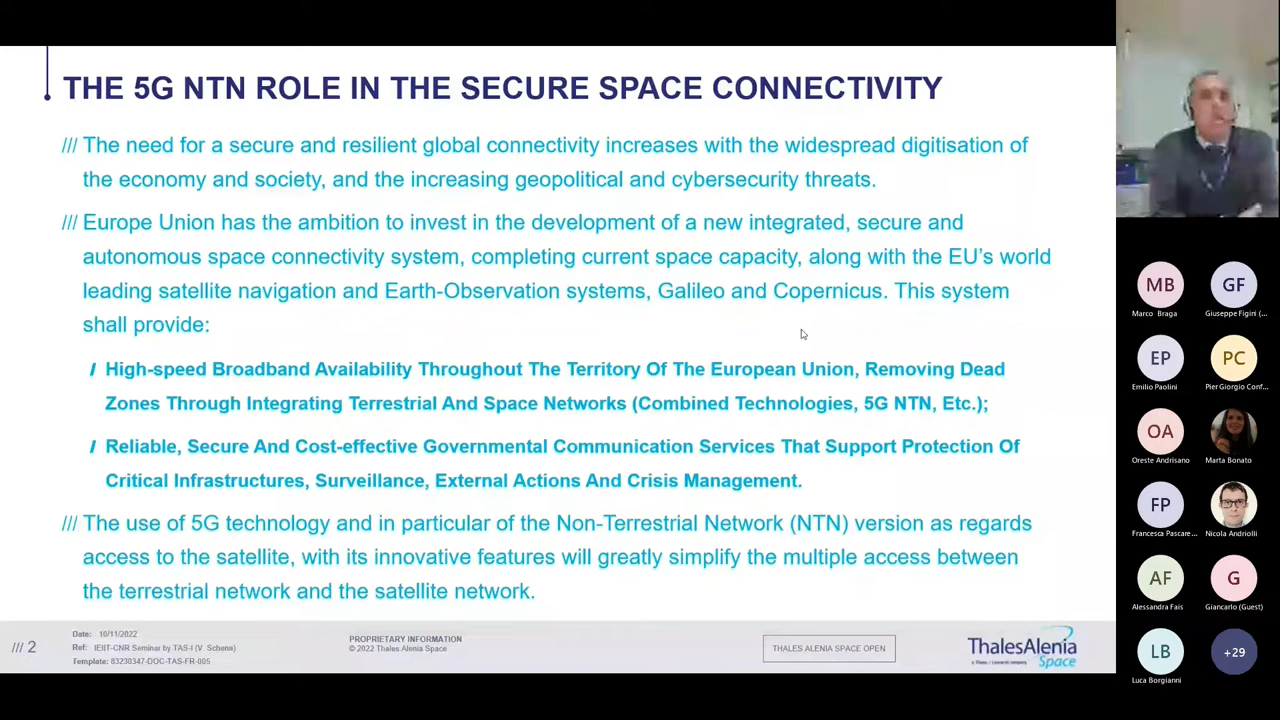 THE 5G NTN ROLE IN THE SECURE SPACE CONNECTIVITY
/// The need for a secure and resilient global connectivity increases with the widespread digitisation of
the economy and society, and the increasing geopolitical and cybersecurity threats.
/// Europe Union has the ambition to invest in the development of a new integrated, secure and
autonomous space connectivity system, completing current space capacity, along with the EU's world
leading satellite navigation and Earth-Observation systems, Galileo and Copernicus. This system
shall provide:
/ High-speed Broadband Availability Throughout The Territory Of The European Union, Removing Dead
Zones Through Integrating Terrestrial And Space Networks (Combined Technologies, 5G NTN, Etc.);
/ Reliable, Secure And Cost-effective Governmental Communication Services That Support Protection Of
Critical Infrastructures, Surveillance, External Actions And Crisis Management.
/// The use of 5G technology and in particular of the Non-Terrestrial Network (NTN) version as regards
access to the satellite, with its innovative features will greatly simplify the multiple access between
the terrestrial network and the satellite network.
/// 2
Date: 10/11/2022
Ref: IEIIT-CNR Seminar by TAS-I (V. Schena)
Template: 83230347-DOC-TAS-FR-005
PROPRIETARY INFORMATION
© 2022 Thales Alenia Space
THALES ALENIA SPACE OPEN
ThalesAlenia
Space
MB
Marco Braga
GF
Giuseppe Figini (...
EP
Emilio Paolini
PC
Pier Giorgio Conf...
OA
Oreste Andrisano
Marta Bonato
FP
Francesca Pascare...
Nicola Andriolli
AF
Alessandra Fais
G
Giancarlo (Guest)
LB
Luca Borgianni
+29